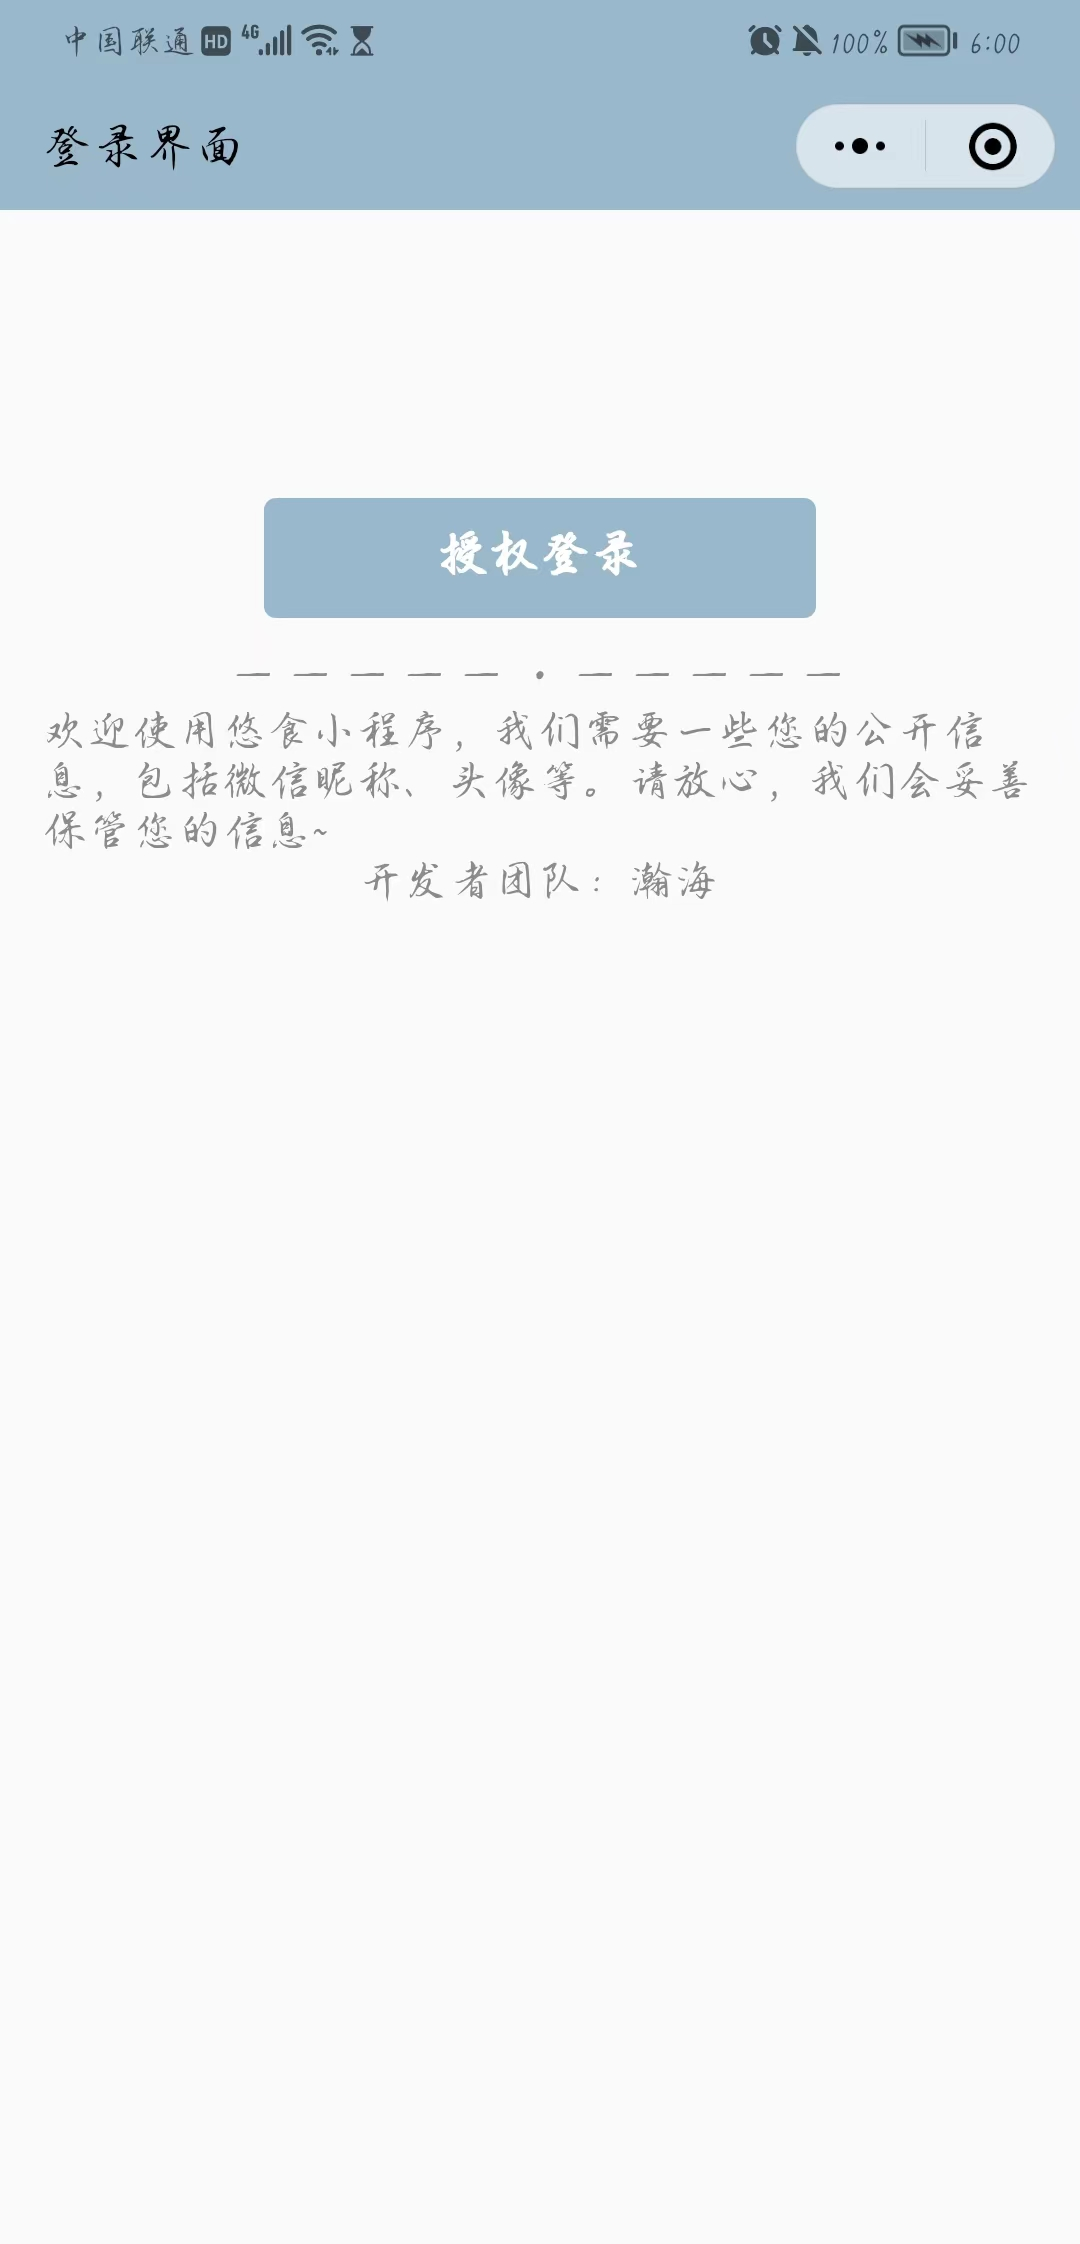 中国联通 HD 4G 100% 6:00
登录界面
授权登录
— — — — — · — — — — —
欢迎使用悠食小程序，我们需要一些您的公开信
息，包括微信昵称、头像等。请放心，我们会妥善
保管您的信息~
开发者团队：瀚海